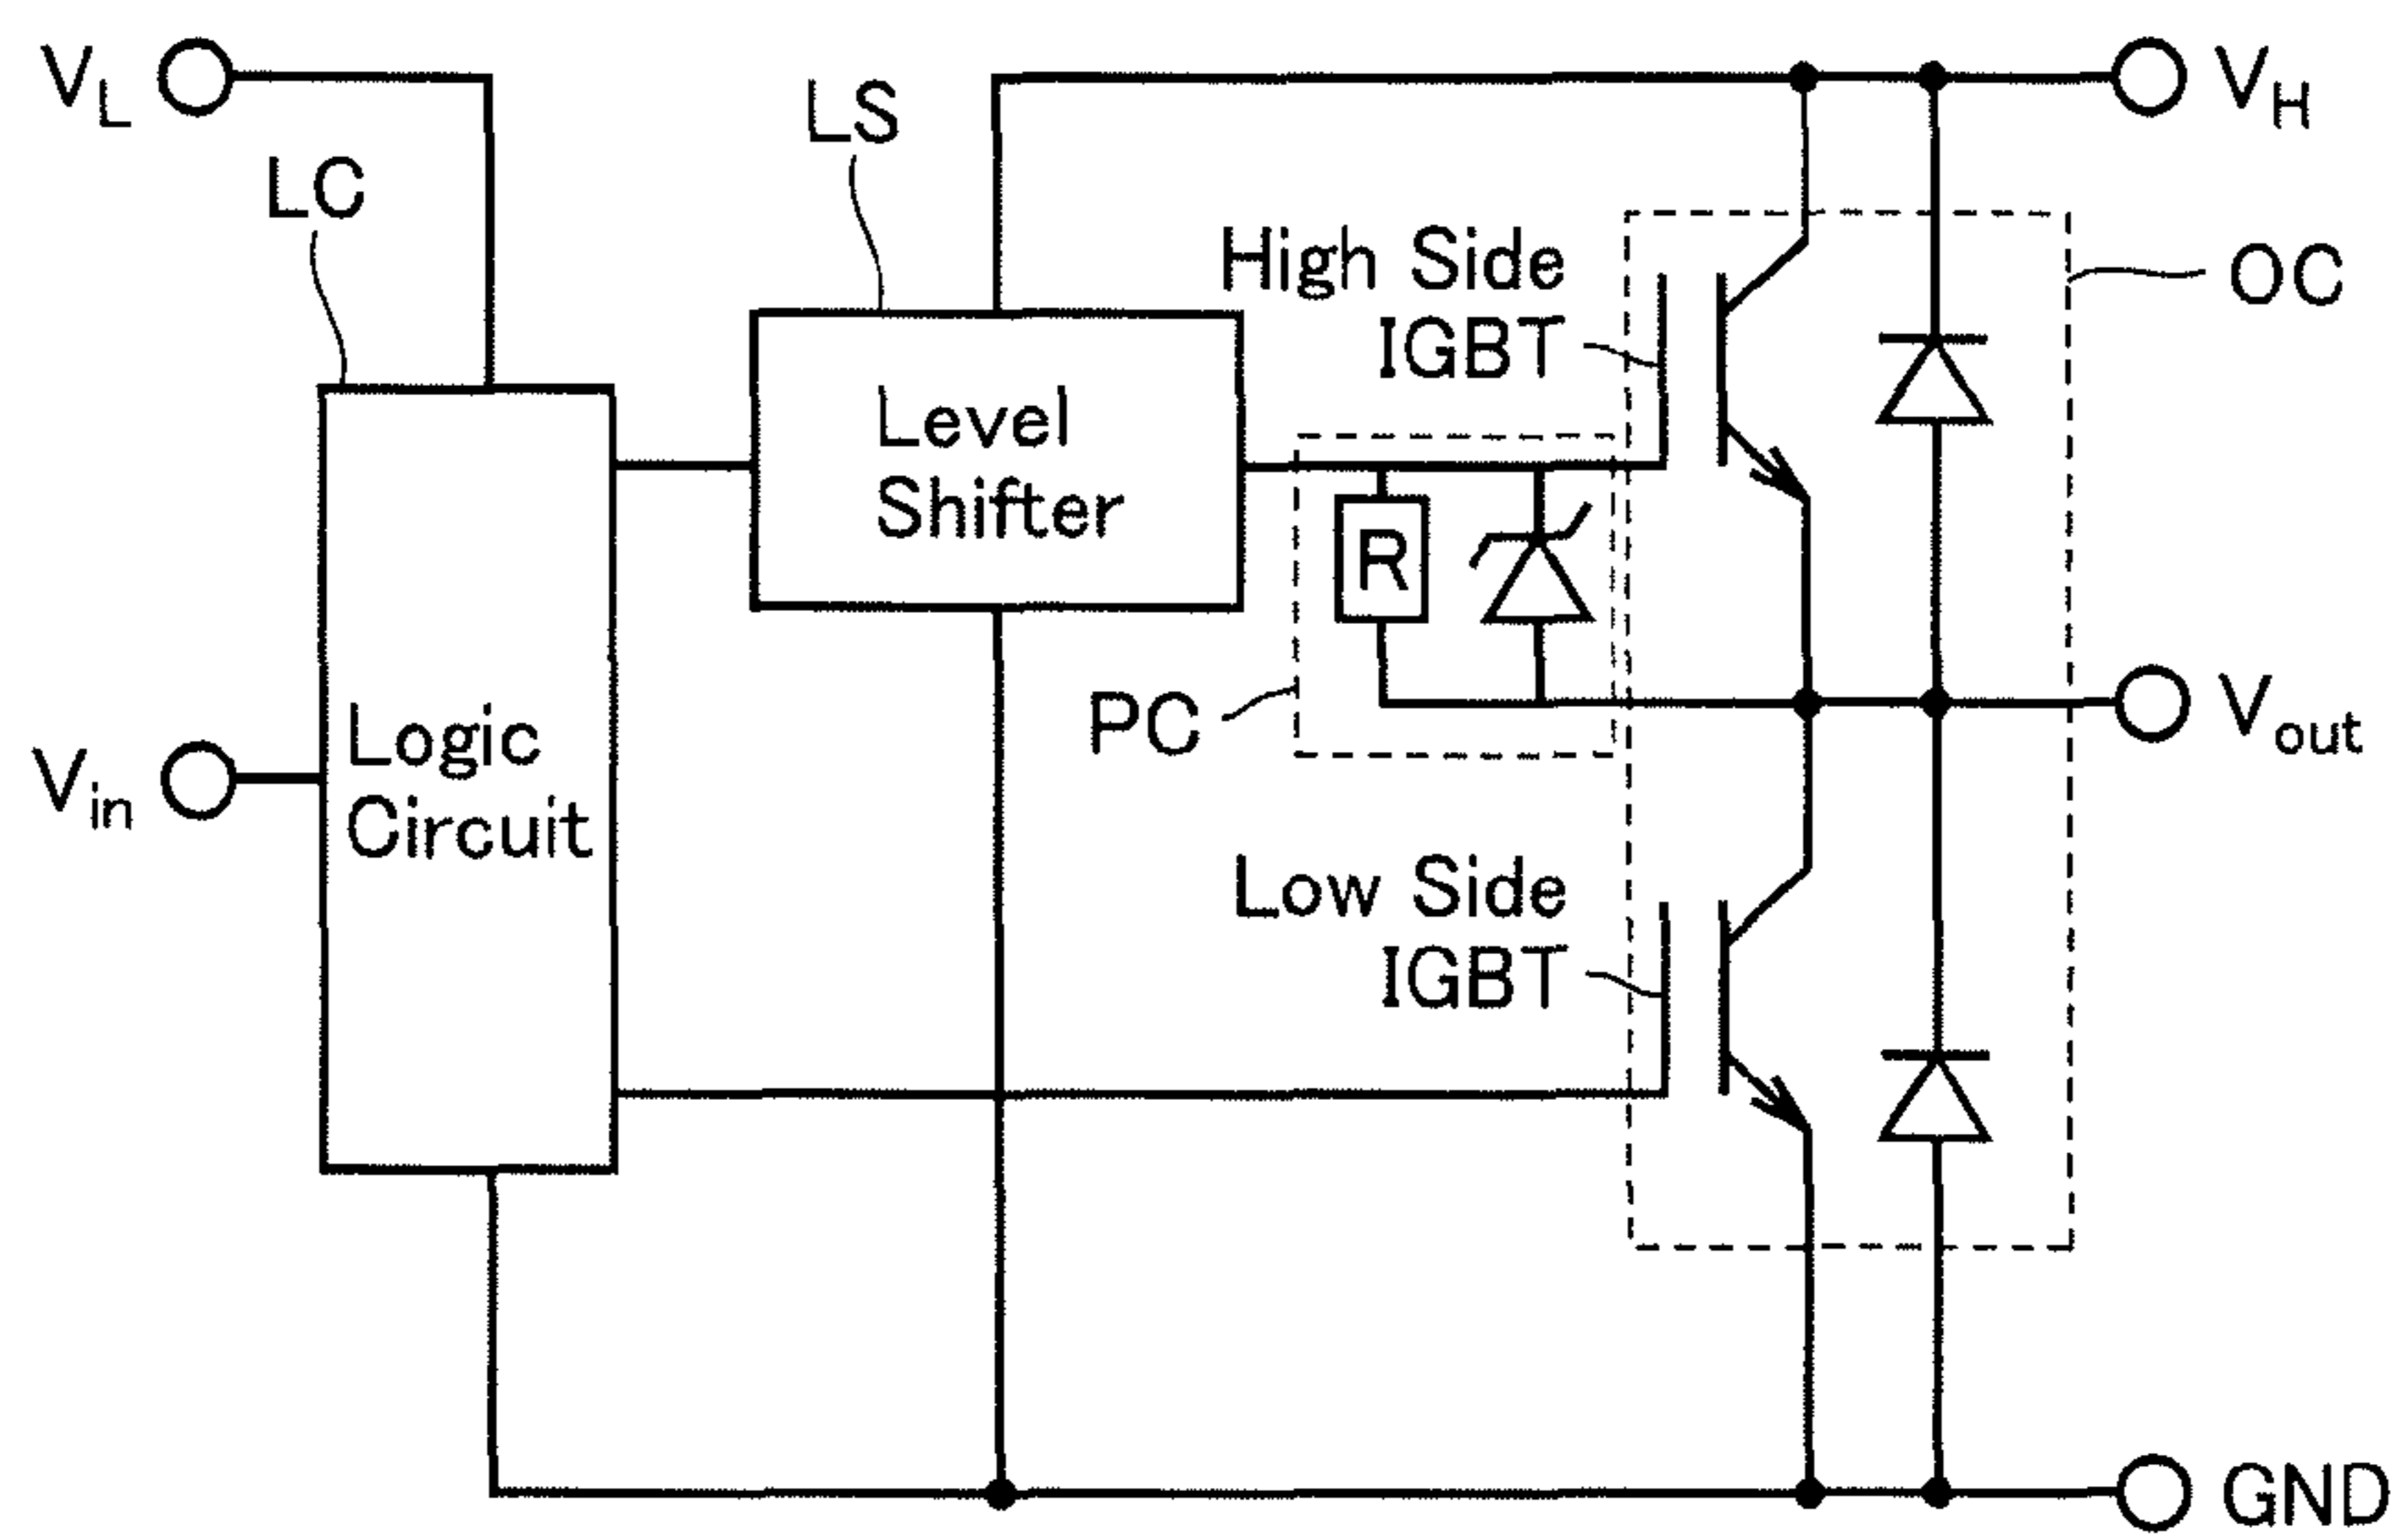 V_L
LC
LS
V_H
High Side
IGBT
OC
Level
Shifter
R
PC
V_out
V_in
Logic
Circuit
Low Side
IGBT
GND